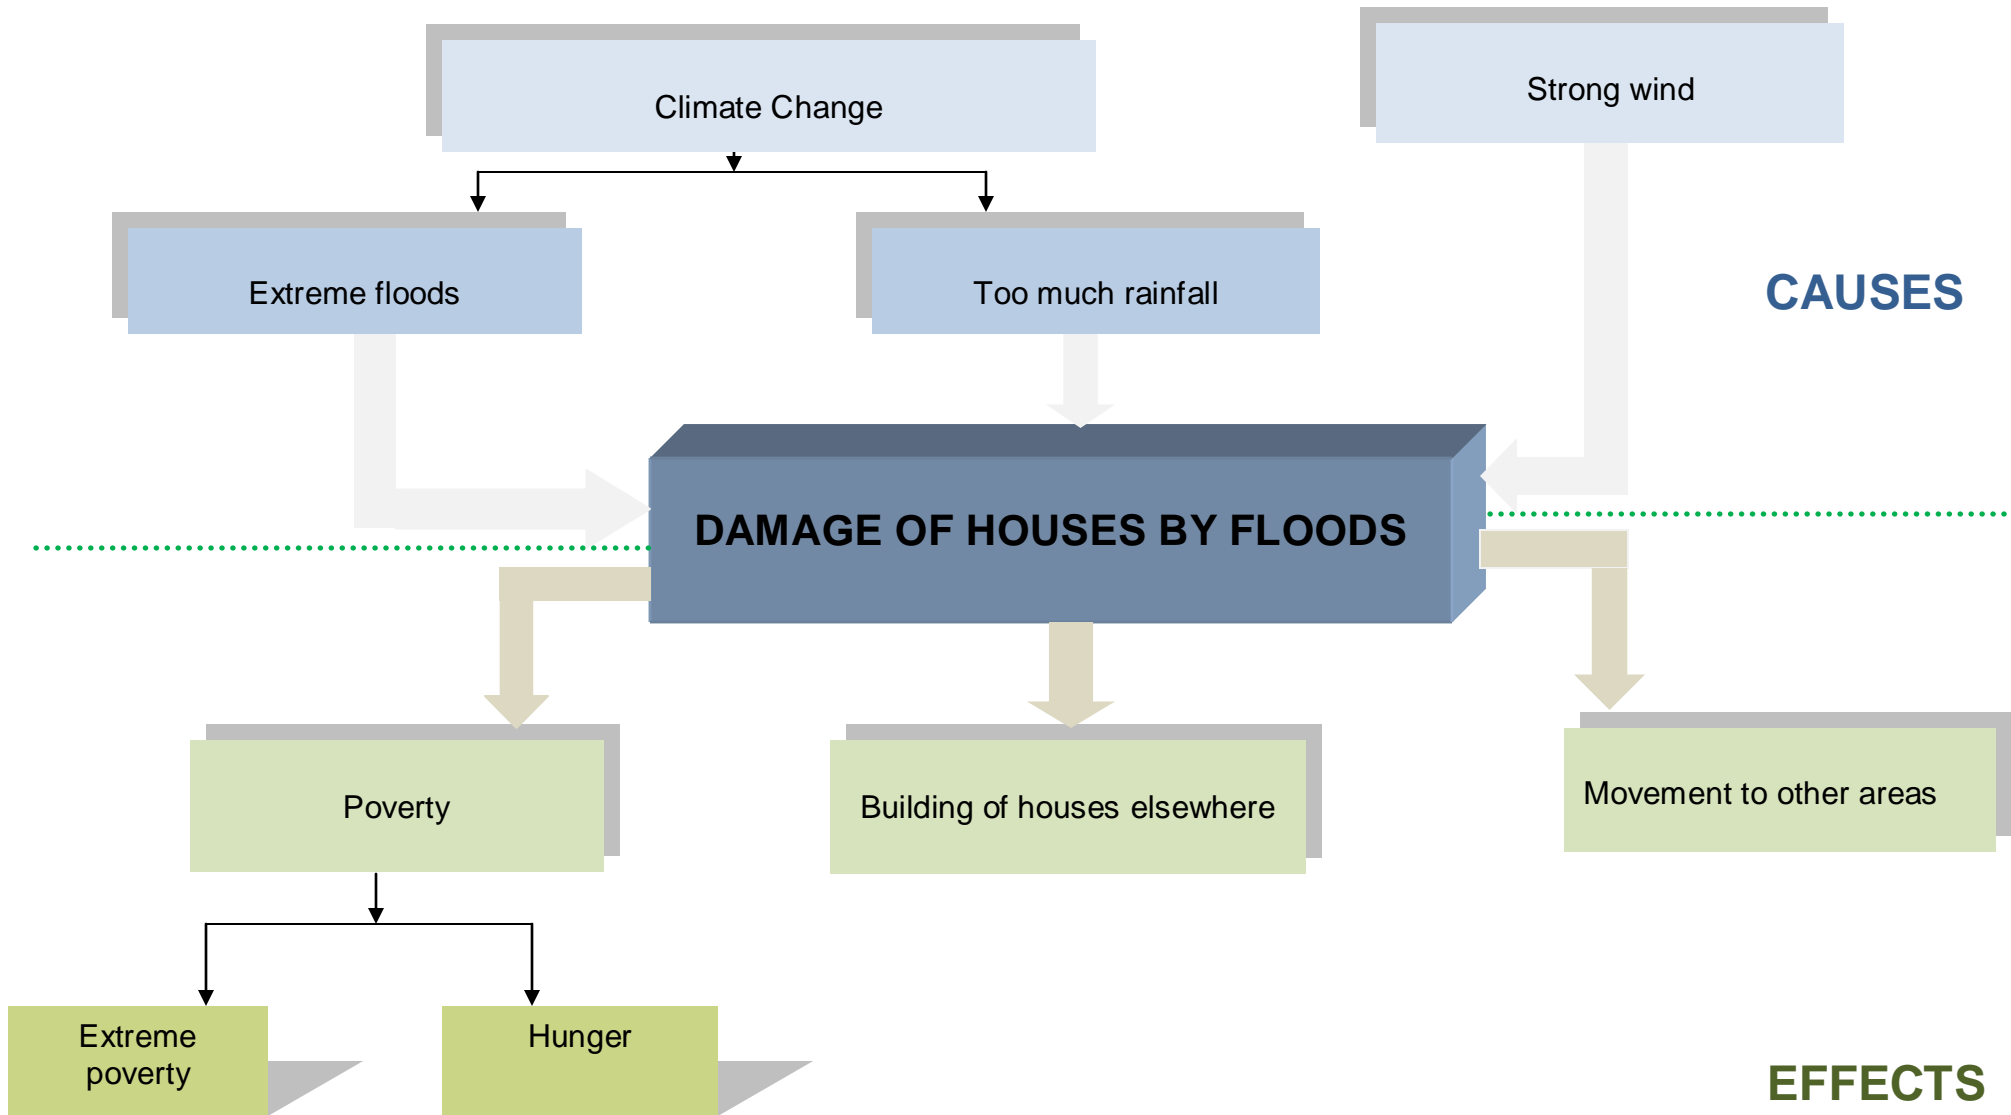 Climate Change
Strong wind
Extreme floods
Too much rainfall
CAUSES
DAMAGE OF HOUSES BY FLOODS
Poverty
Building of houses elsewhere
Movement to other areas
Extreme
poverty
Hunger
EFFECTS